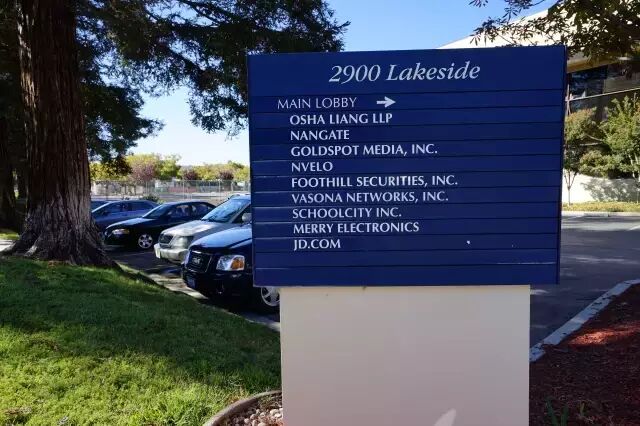 2900 Lakeside
MAIN LOBBY →
OSHA LIANG LLP
NANGATE
GOLDSPOT MEDIA, INC.
NVELO
FOOTHILL SECURITIES, INC.
VASONA NETWORKS, INC.
SCHOOLCITY INC.
MERRY ELECTRONICS
JD.COM